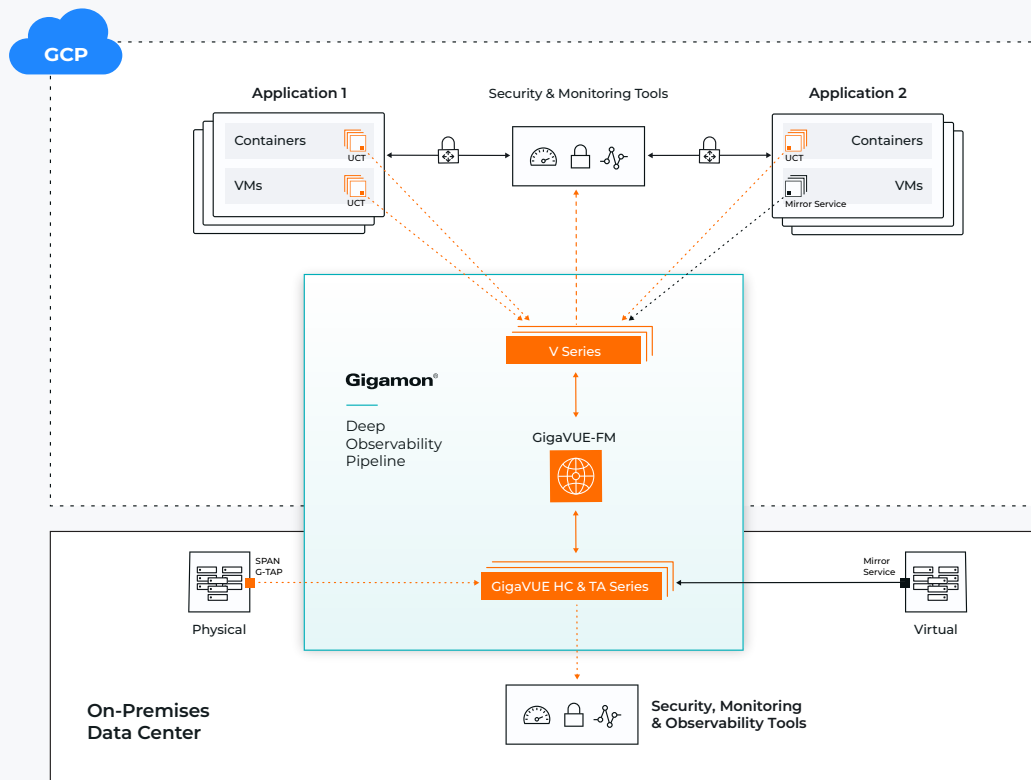 GCP
Application 1
Security & Monitoring Tools
Application 2
Containers
UCT
VMs
UCT
Containers
UCT
VMs
Mirror Service
V Series
Gigamon®
Deep
Observability
Pipeline
GigaVUE-FM
SPAN
G-TAP
Physical
GigaVUE HC & TA Series
Mirror
Service
Virtual
On-Premises
Data Center
Security, Monitoring
& Observability Tools